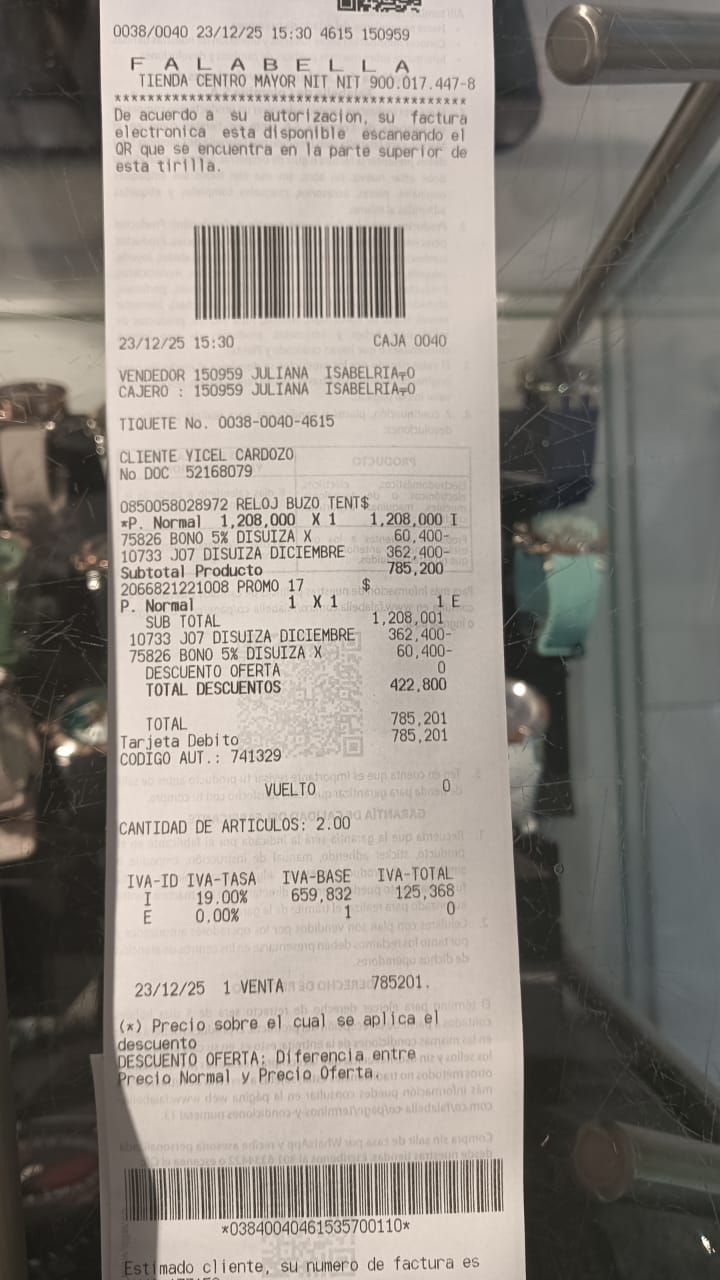 0038/0040 23/12/25 15:30 4615 150959
F A L A B E L L A
TIENDA CENTRO MAYOR NIT NIT 900.017.447-8
******************************************
De acuerdo a su autorizacion, su factura
electronica esta disponible escaneando el
QR que se encuentra en la parte superior de
esta tirilla.
23/12/25 15:30 CAJA 0040
VENDEDOR 150959 JULIANA ISABELRIA
CAJERO : 150959 JULIANA ISABELRIA
TIQUETE No. 0038-0040-4615
CLIENTE YICEL CARDOZO
No DOC 52168079
0850058028972 RELOJ BUZO TENT$
*P. Normal 1,208,000 X 1 1,208,000 I
75826 BONO 5% DISUIZA X 60,400-
10733 J07 DISUIZA DICIEMBRE 362,400-
Subtotal Producto 785,200
2066821221008 PROMO 17 $
P. Normal 1 X 1 1 E
SUB TOTAL 1,208,001
10733 J07 DISUIZA DICIEMBRE 362,400-
75826 BONO 5% DISUIZA X 60,400-
DESCUENTO OFERTA 0
TOTAL DESCUENTOS 422,800
TOTAL 785,201
Tarjeta Debito 785,201
CODIGO AUT.: 741329
VUELTO 0
CANTIDAD DE ARTICULOS: 2.00
IVA-ID IVA-TASA IVA-BASE IVA-TOTAL
I 19.00% 659,832 125,368
E 0.00% 1 0
23/12/25 1 VENTA 785201.
(*) Precio sobre el cual se aplica el
descuento
DESCUENTO OFERTA: Diferencia entre
Precio Normal y Precio Oferta.
*03840040461535700110*
Estimado cliente, su numero de factura es